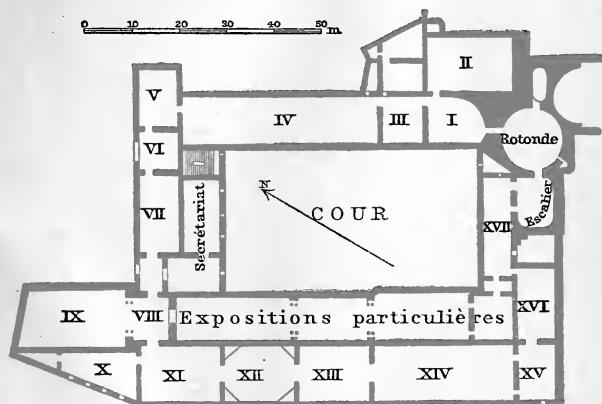 10 20 30 40 50 m.
II
V
IV
III
I
Rotonde
VI
Escalier
N
COUR
VII
Secrétariat
XVII
IX
VIII
Expositions particulières
XVI
X
XI
XII
XIII
XIV
XV